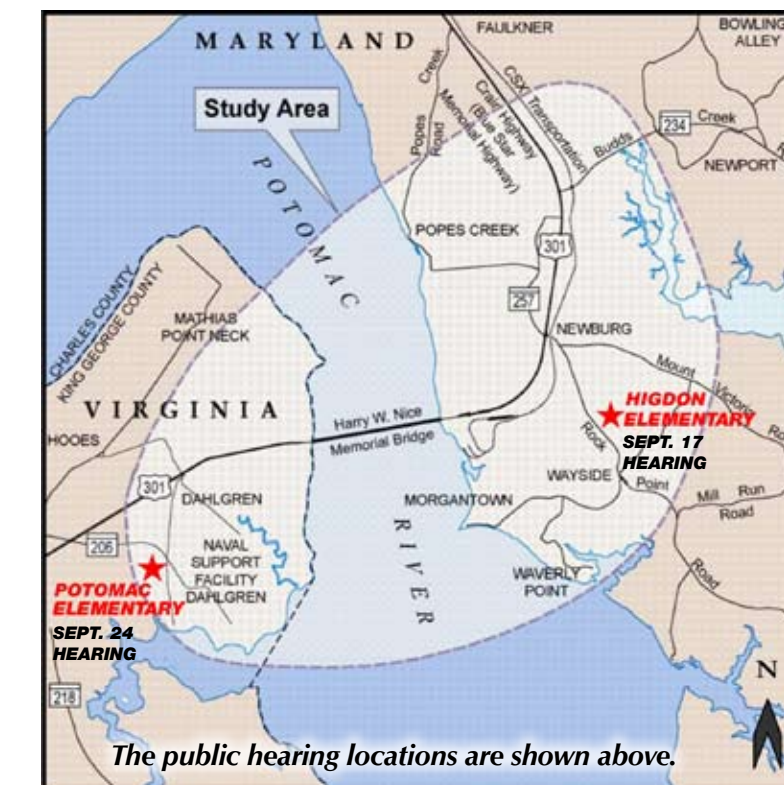 MARYLAND
FAULKNER
BOWLING
ALLEY
Study Area
Popes
Creek
Road
Crain Highway
(Blue Star
Memorial Highway)
CSX Transportation
Budds
234
Creek
NEWPORT
POTOMAC
POPES CREEK
301
257
CHARLES COUNTY
KING GEORGE COUNTY
MATHIAS
POINT NECK
NEWBURG
Mount
Victoria
VIRGINIA
Harry W. Nice
Memorial Bridge
HIGDON
ELEMENTARY
SEPT. 17
HEARING
HOOES
Rock
Point
Road
WAYSIDE
Mill Run
Road
301
DAHLGREN
MORGANTOWN
206
NAVAL
SUPPORT
FACILITY
DAHLGREN
RIVER
WAVERLY
POINT
POTOMAC
ELEMENTARY
SEPT. 24
HEARING
218
N
The public hearing locations are shown above.